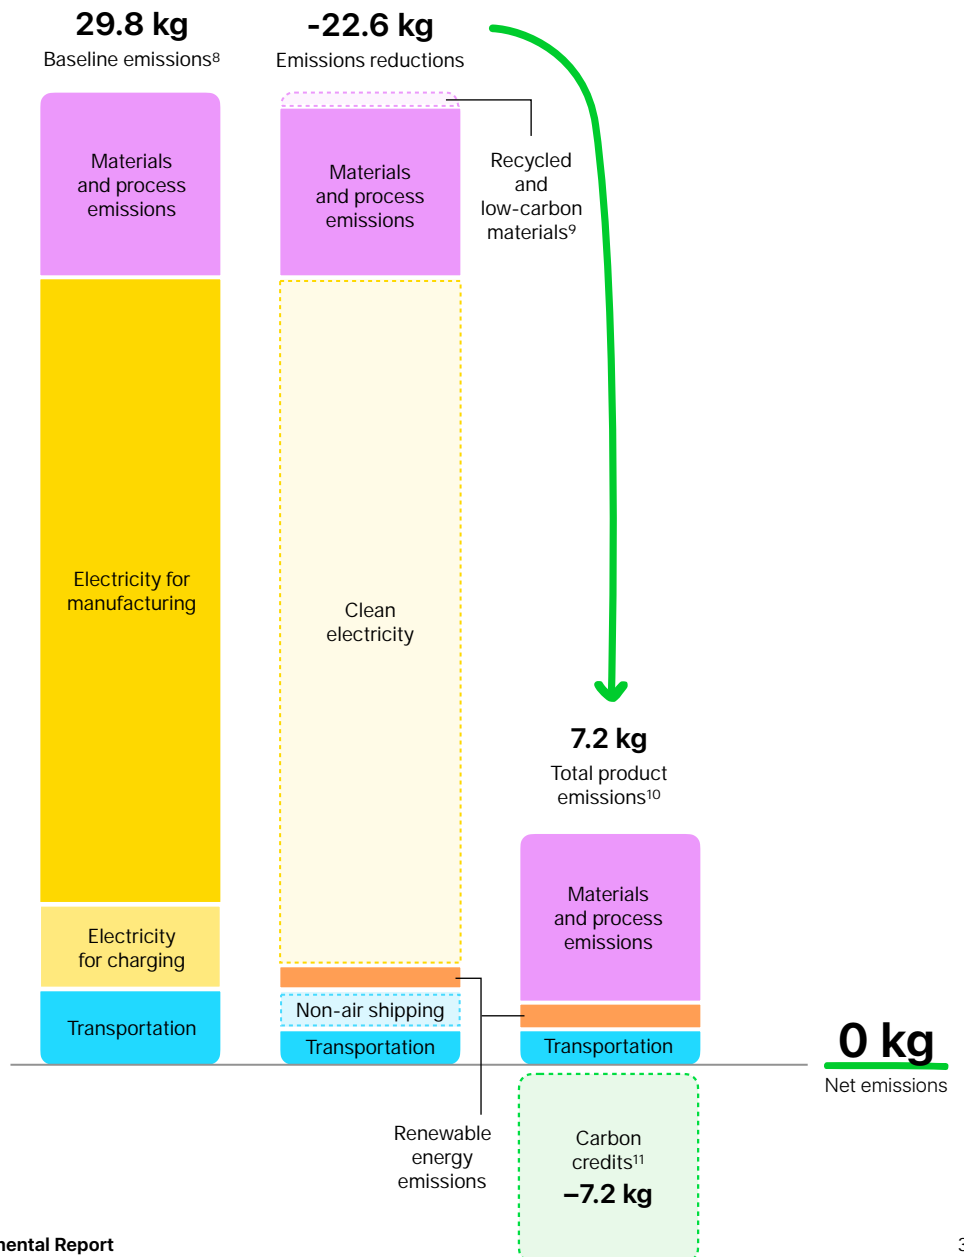 29.8 kg
Baseline emissions⁸
-22.6 kg
Emissions reductions
Materials
and process
emissions
Electricity for
manufacturing
Electricity
for charging
Transportation
Materials
and process
emissions
Recycled
and
low-carbon
materials⁹
Clean
electricity
Non-air shipping
Transportation
Renewable
energy
emissions
7.2 kg
Total product
emissions¹⁰
Materials
and process
emissions
Transportation
Carbon
credits¹¹
–7.2 kg
0 kg
Net emissions
mental Report
3